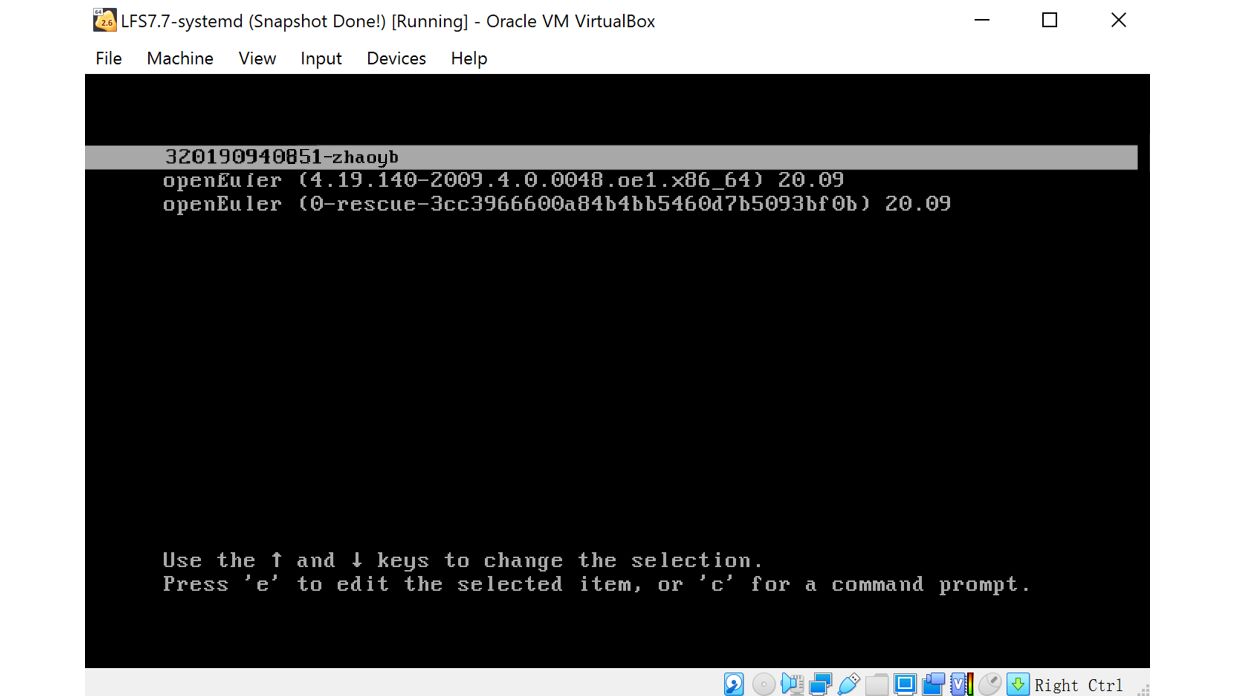 LFS7.7-systemd (Snapshot Done!) [Running] - Oracle VM VirtualBox
File Machine View Input Devices Help
320190940851-zhaoyb
openEuler (4.19.140-2009.4.0.0048.oe1.x86_64) 20.09
openEuler (0-rescue-3cc3966600a84b4bb5460d7b5093bf0b) 20.09
Use the ↑ and ↓ keys to change the selection.
Press 'e' to edit the selected item, or 'c' for a command prompt.
Right Ctrl